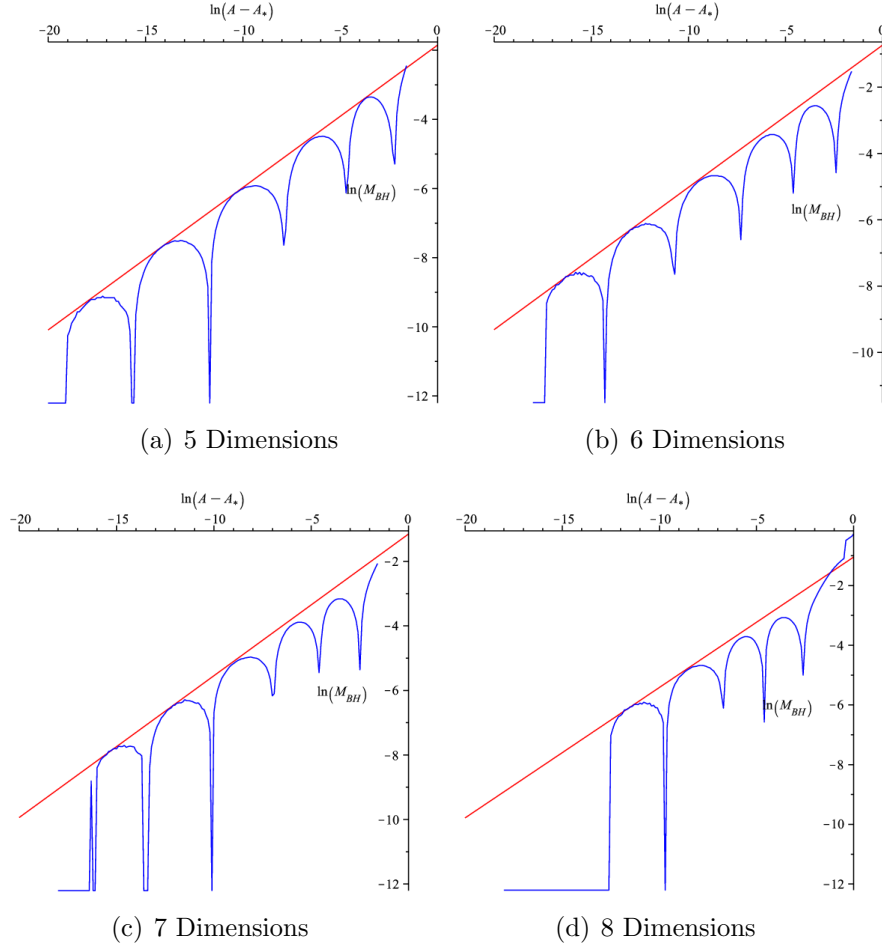 ln(A − A*)
−20 −15 −10 −5 0
−4
−6
ln(M_BH)
−8
−10
−12
(a) 5 Dimensions
ln(A − A*)
−20 −15 −10 −5 0
−2
−4
ln(M_BH)
−6
−8
−10
(b) 6 Dimensions
ln(A − A*)
−20 −15 −10 −5 0
−2
−4
−6
ln(M_BH)
−8
−10
−12
(c) 7 Dimensions
ln(A − A*)
−20 −15 −10 −5 0
−2
−4
−6
ln(M_BH)
−8
−10
−12
(d) 8 Dimensions